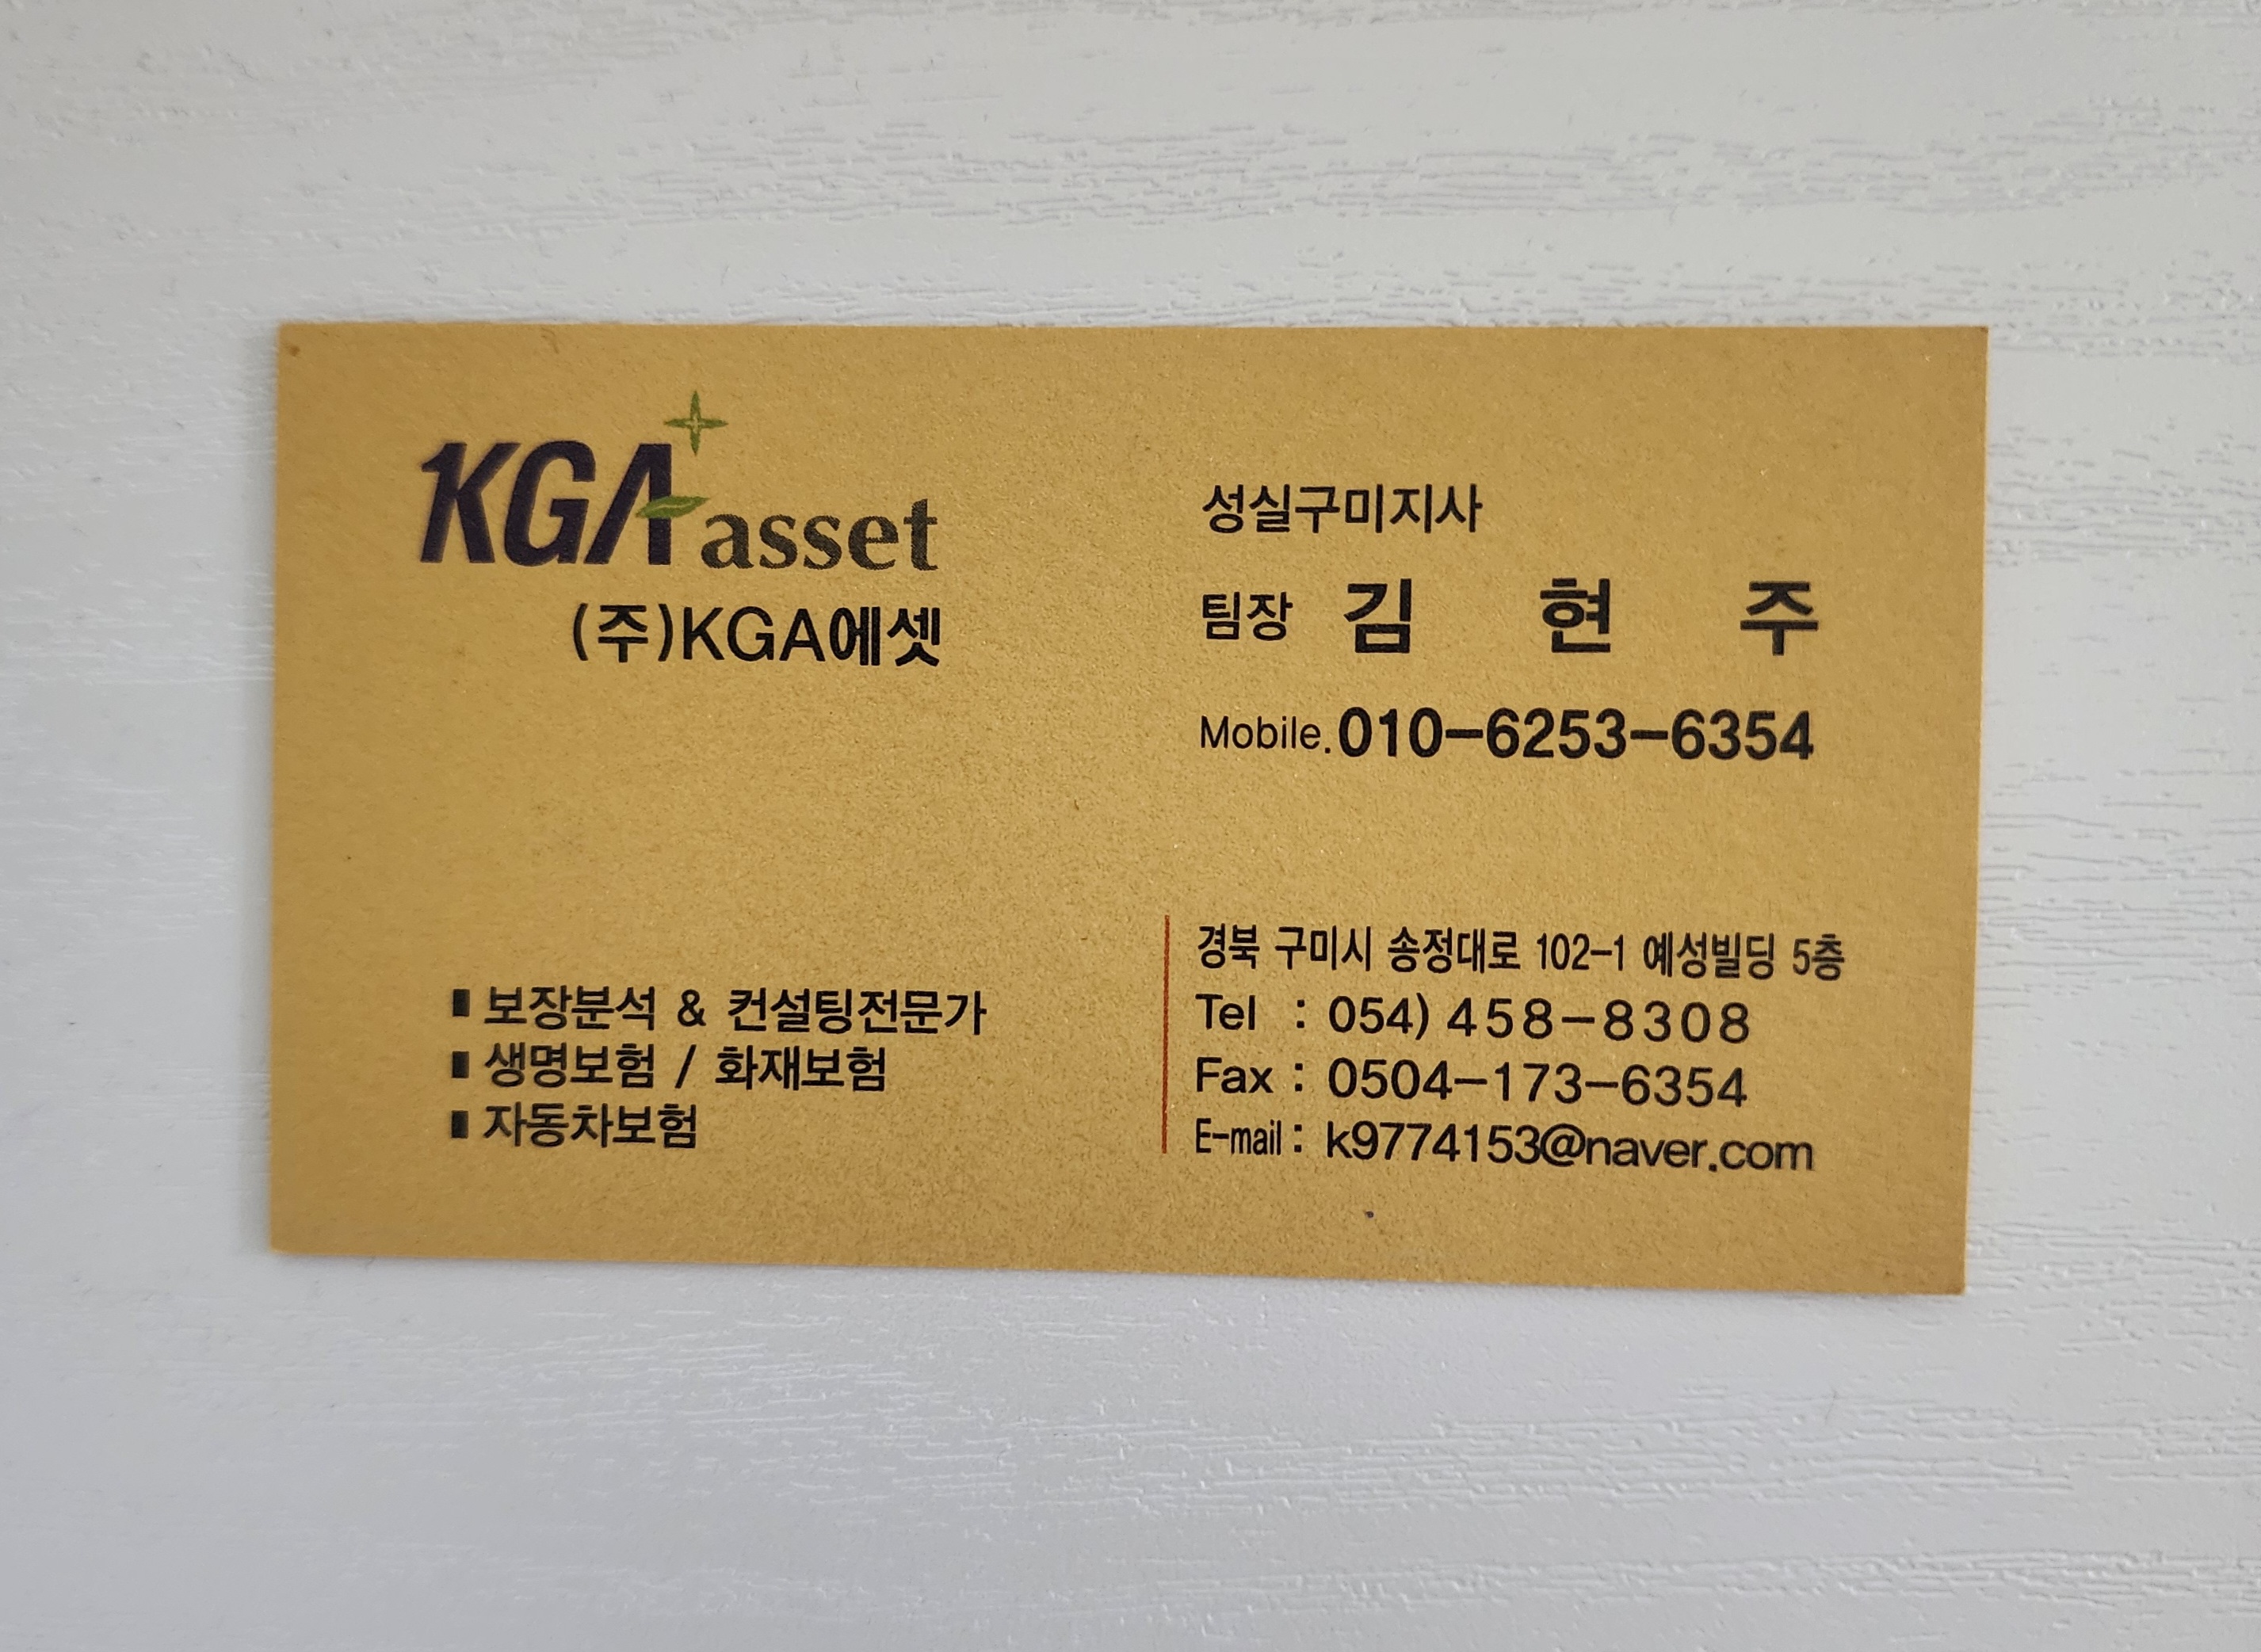 KGA asset
(주)KGA에셋
성실구미지사
팀장 김 현 주
Mobile. 010-6253-6354
보장분석 & 컨설팅전문가
생명보험 / 화재보험
자동차보험
경북 구미시 송정대로 102-1 예성빌딩 5층
Tel : 054) 458-8308
Fax : 0504-173-6354
E-mail : k9774153@naver.com